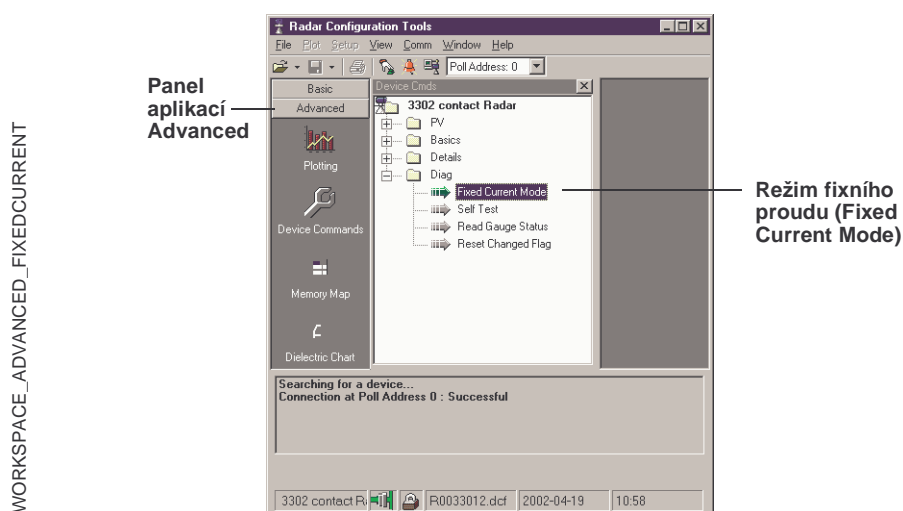 WORKSPACE_ADVANCED_FIXEDCURRENT
Panel
aplikací
Advanced
Radar Configuration Tools
File Plot Setup View Comm Window Help
Poll Address: 0
Basic
Advanced
Plotting
Device Commands
Memory Map
Dielectric Chart
Device Cmds
3302 contact Radar
PV
Basics
Details
Diag
Fixed Current Mode
Self Test
Read Gauge Status
Reset Changed Flag
Režim fixního
proudu (Fixed
Current Mode)
Searching for a device...
Connection at Poll Address 0 : Successful
3302 contact R R0033012.dcf 2002-04-19 10:58